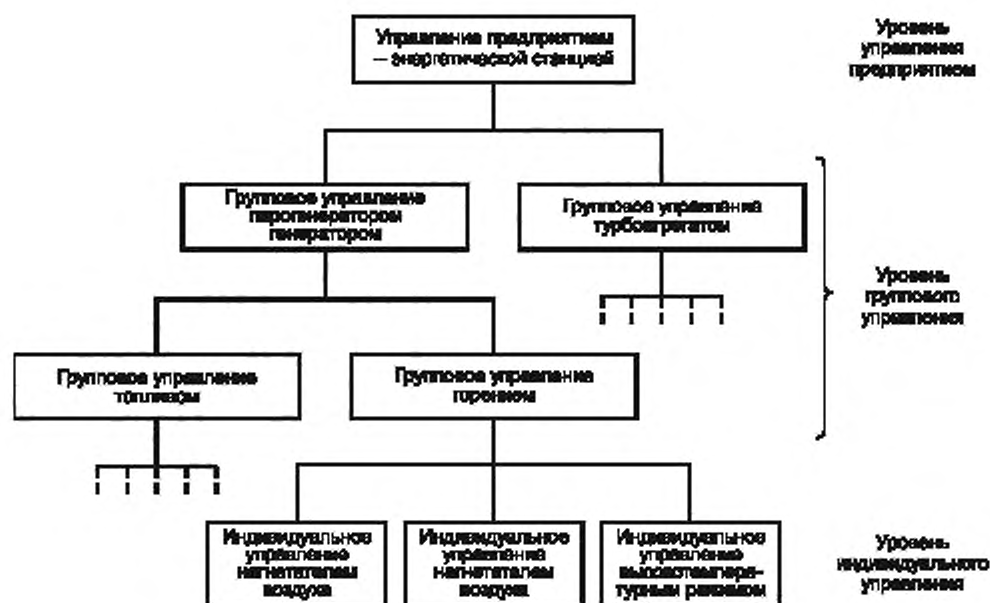 Управление предприятием
— энергетической станцией
Уровень
управления
предприятием
Групповое управление
парогенератором
генератором
Групповое управление
турбоагрегатом
Уровень
группового
управления
Групповое управление
топливом
Групповое управление
горением
Индивидуальное
управление
нагнетателем
воздуха
Индивидуальное
управление
нагнетателем
воздуха
Индивидуальное
управление
высокотемпера-
турным режимом
Уровень
индивидуального
управления